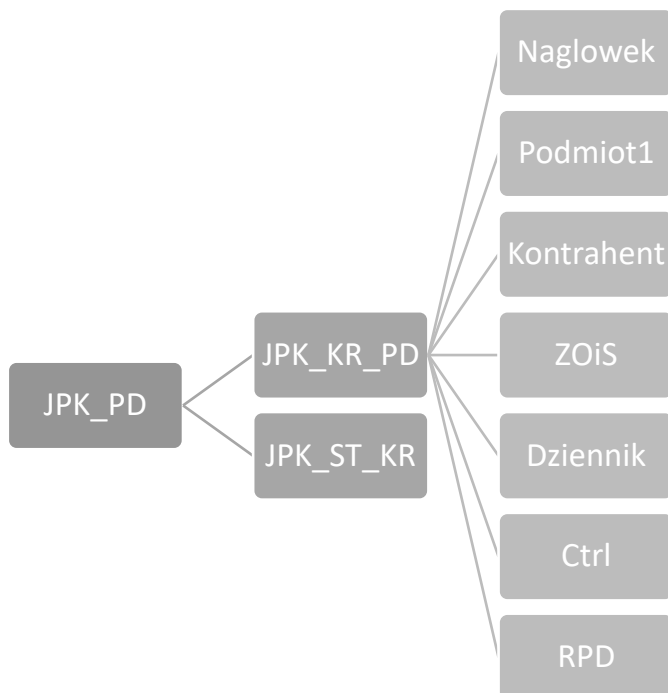 JPK_PD
JPK_KR_PD
JPK_ST_KR
Naglowek
Podmiot1
Kontrahent
ZOiS
Dziennik
Ctrl
RPD